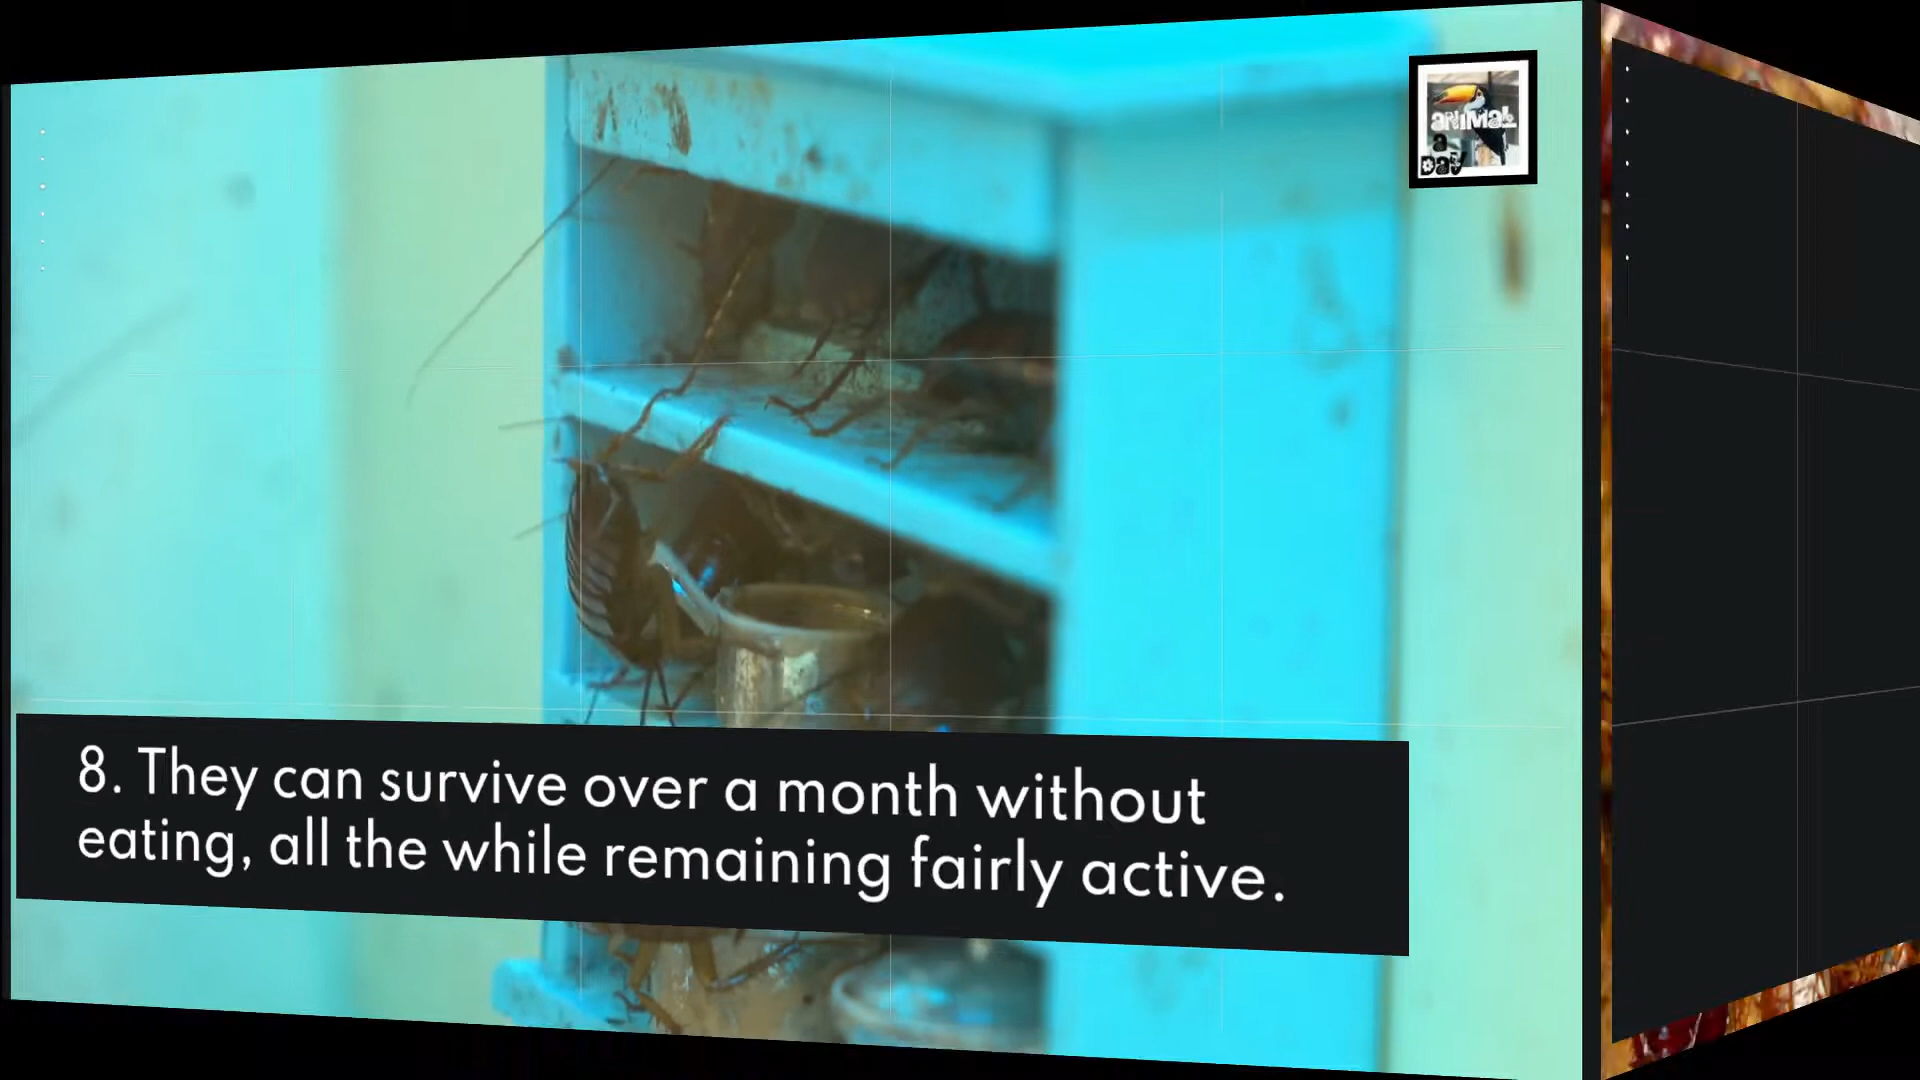 ANIMAL
a
Day
8. They can survive over a month without
eating, all the while remaining fairly active.